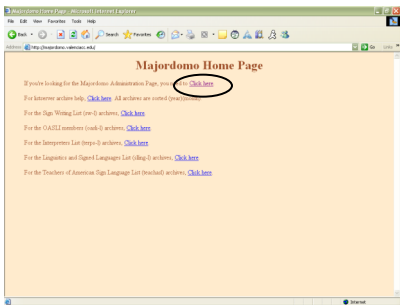 Majordomo Home Page - Microsoft Internet Explorer
File Edit View Favorites Tools Help
Back Search Favorites
Address http://majordomo.valenciacc.edu/ Go Links
Majordomo Home Page
If you're looking for the Majordomo Administration Page, you need to Click here
For listserver archive help, Click here. All archives are sorted (year)(month).
For the Sign Writing List (sw-l) archives, Click here
For the OASLI members (oasli-l) archives, Click here
For the Interpreters List (terps-l) archives, Click here
For the Linguistics and Signed Languages List (slling-l) archives, Click here
For the Teachers of American Sign Language List (teachasl) archives, Click here.
Internet